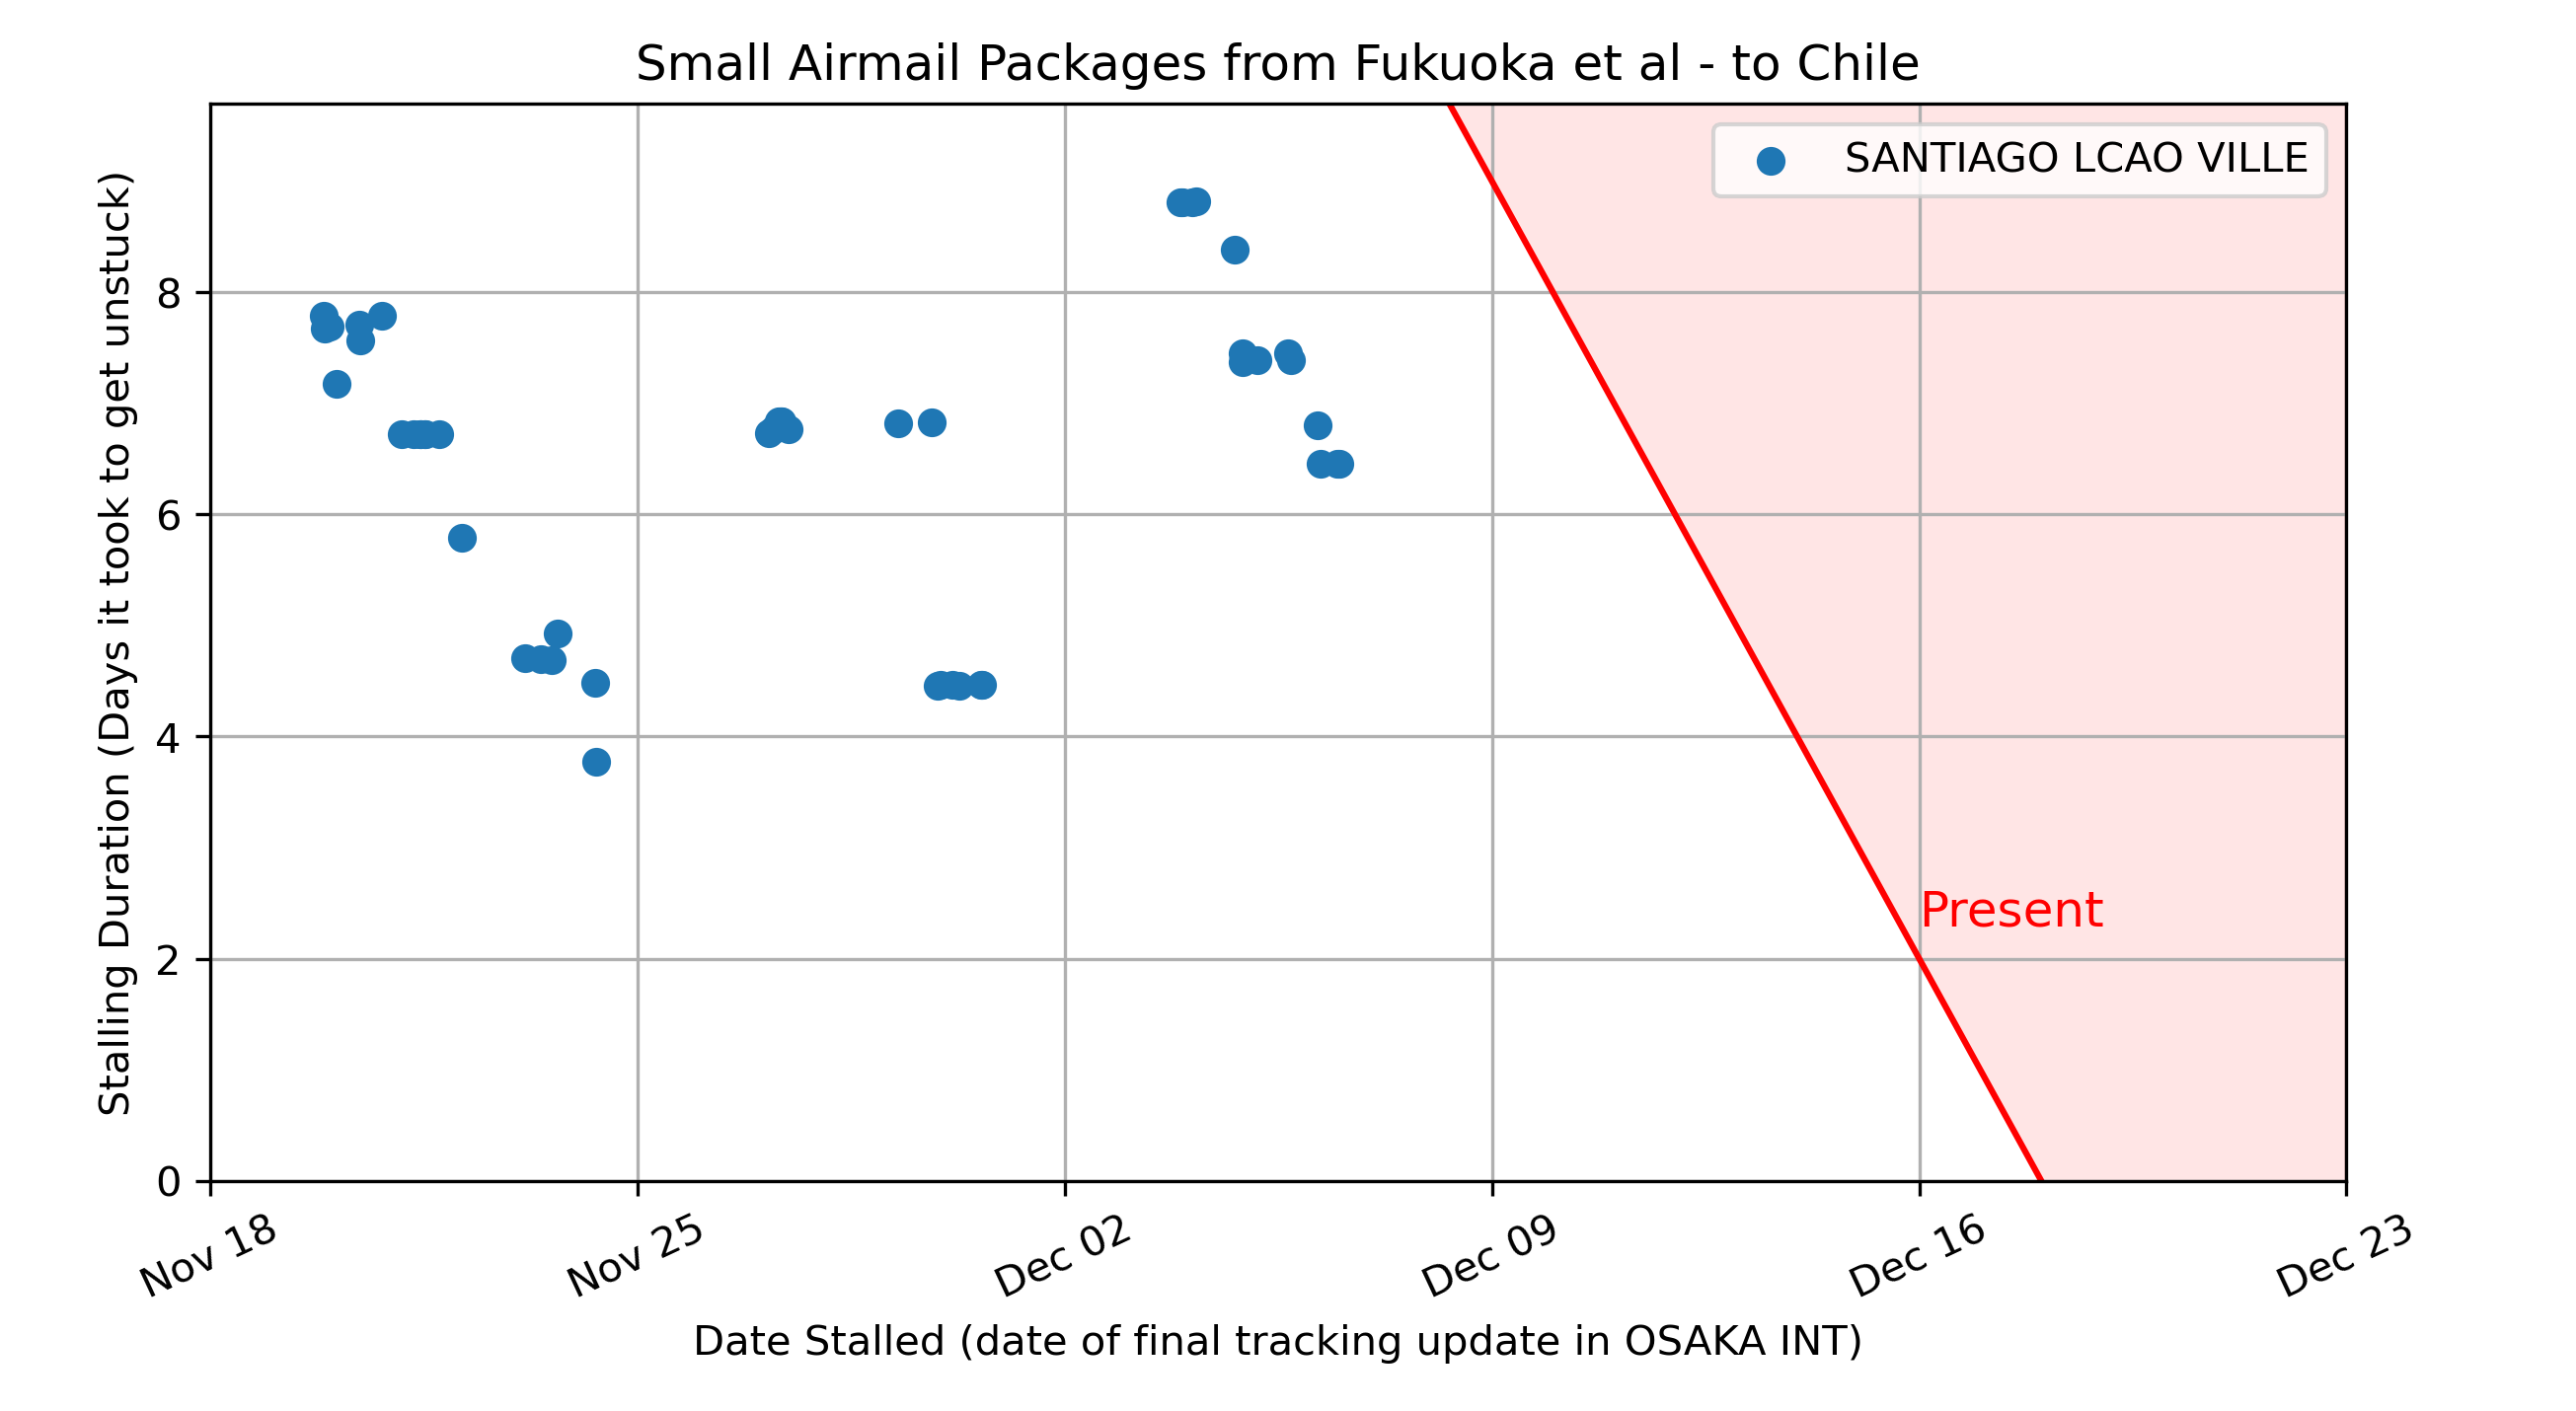 Small Airmail Packages from Fukuoka et al - to Chile
SANTIAGO LCAO VILLE
Stalling Duration (Days it took to get unstuck)
8
6
4
2
0
Present
Nov 18
Nov 25
Dec 02
Dec 09
Dec 16
Dec 23
Date Stalled (date of final tracking update in OSAKA INT)